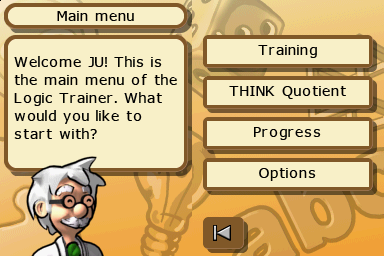 Main menu
Welcome JU! This is
the main menu of the
Logic Trainer. What
would you like to
start with?
Training
THINK Quotient
Progress
Options
abc